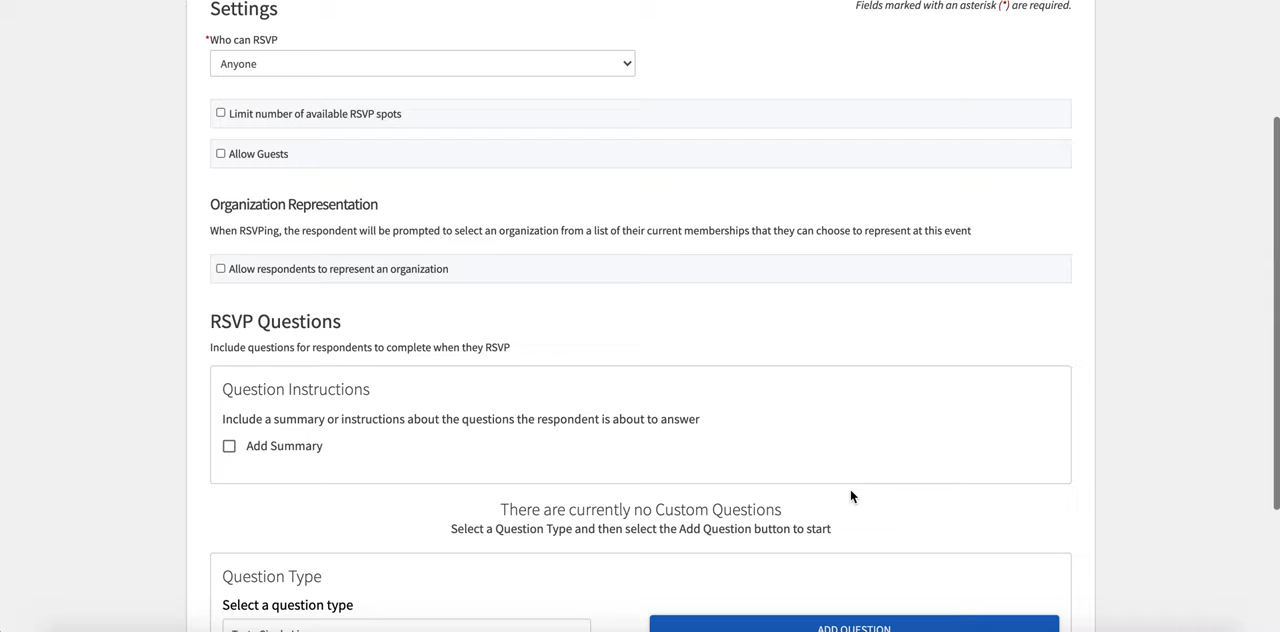 Settings
Fields marked with an asterisk (*) are required.
*Who can RSVP
Anyone
Limit number of available RSVP spots
Allow Guests
Organization Representation
When RSVPing, the respondent will be prompted to select an organization from a list of their current memberships that they can choose to represent at this event
Allow respondents to represent an organization
RSVP Questions
Include questions for respondents to complete when they RSVP
Question Instructions
Include a summary or instructions about the questions the respondent is about to answer
Add Summary
There are currently no Custom Questions
Select a Question Type and then select the Add Question button to start
Question Type
Select a question type
ADD QUESTION